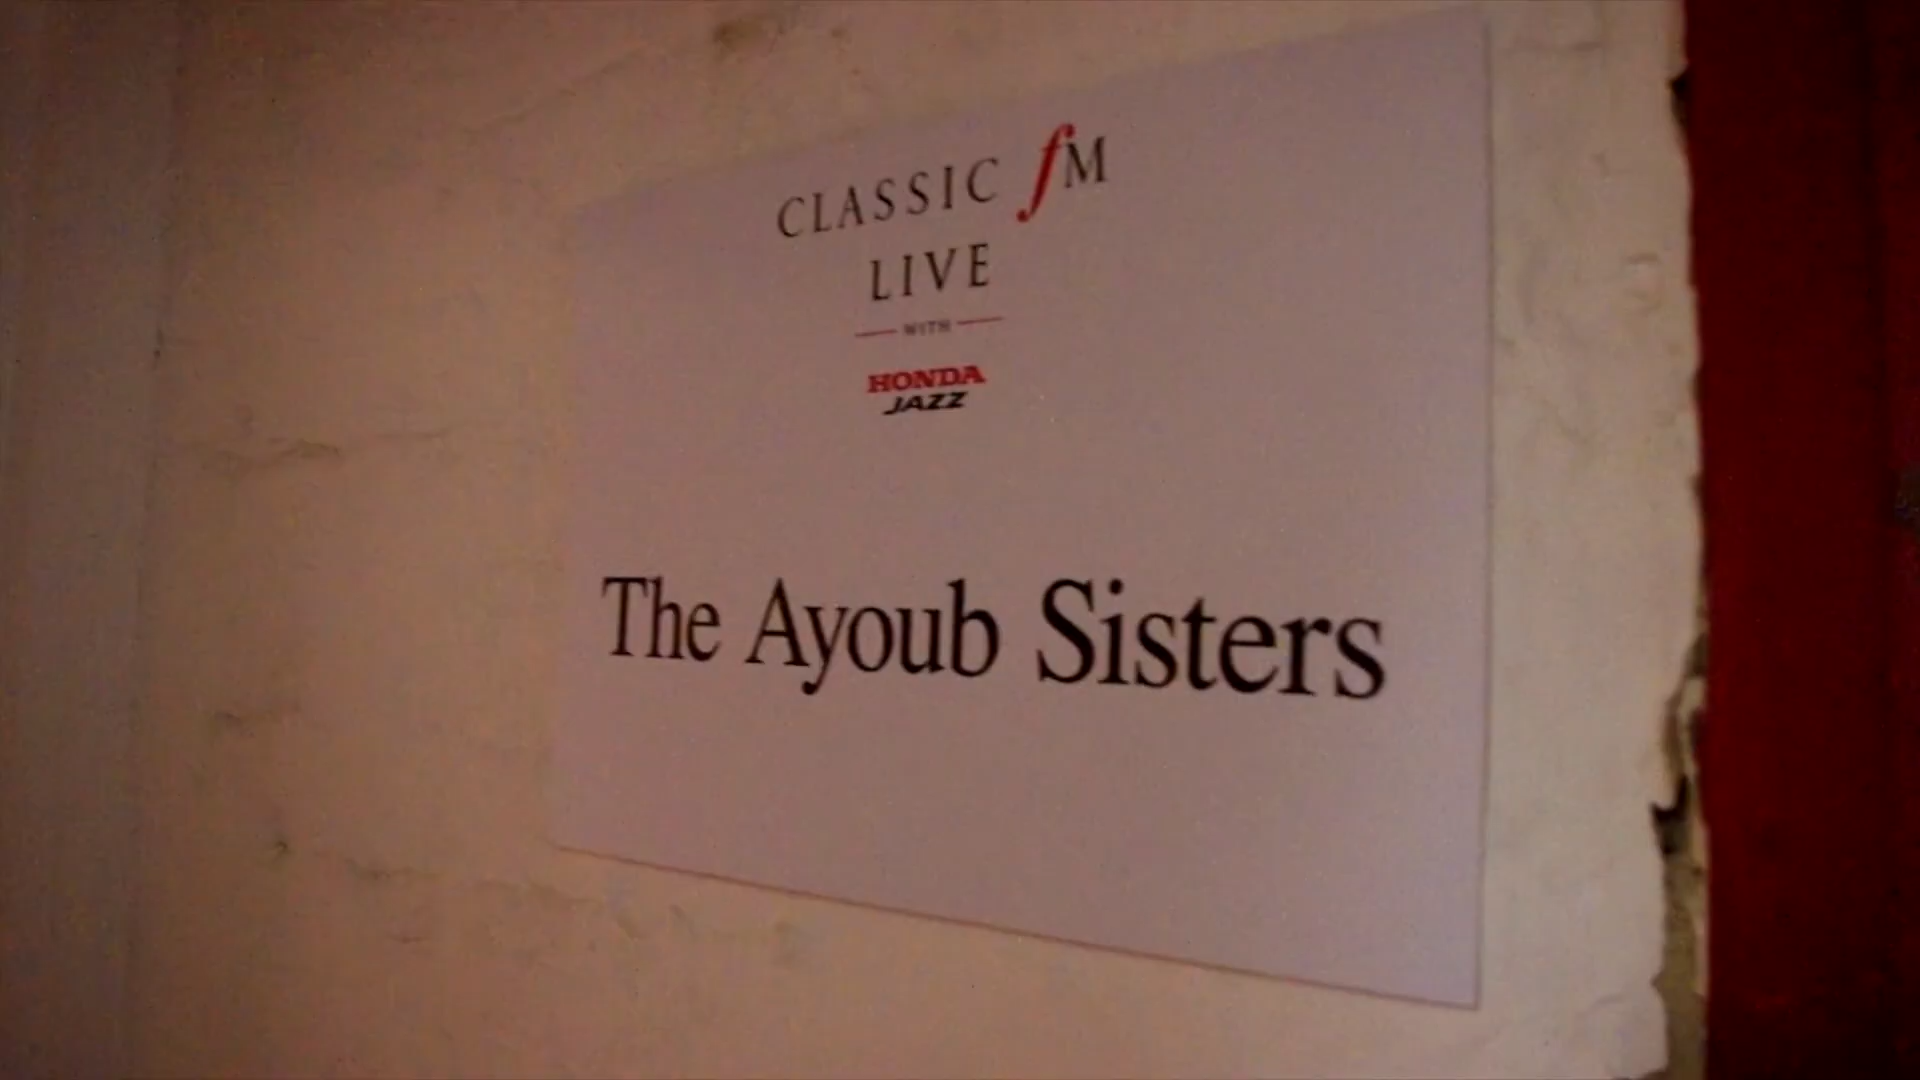 CLASSIC fM
LIVE
WITH
HONDA
JAZZ
The Ayoub Sisters